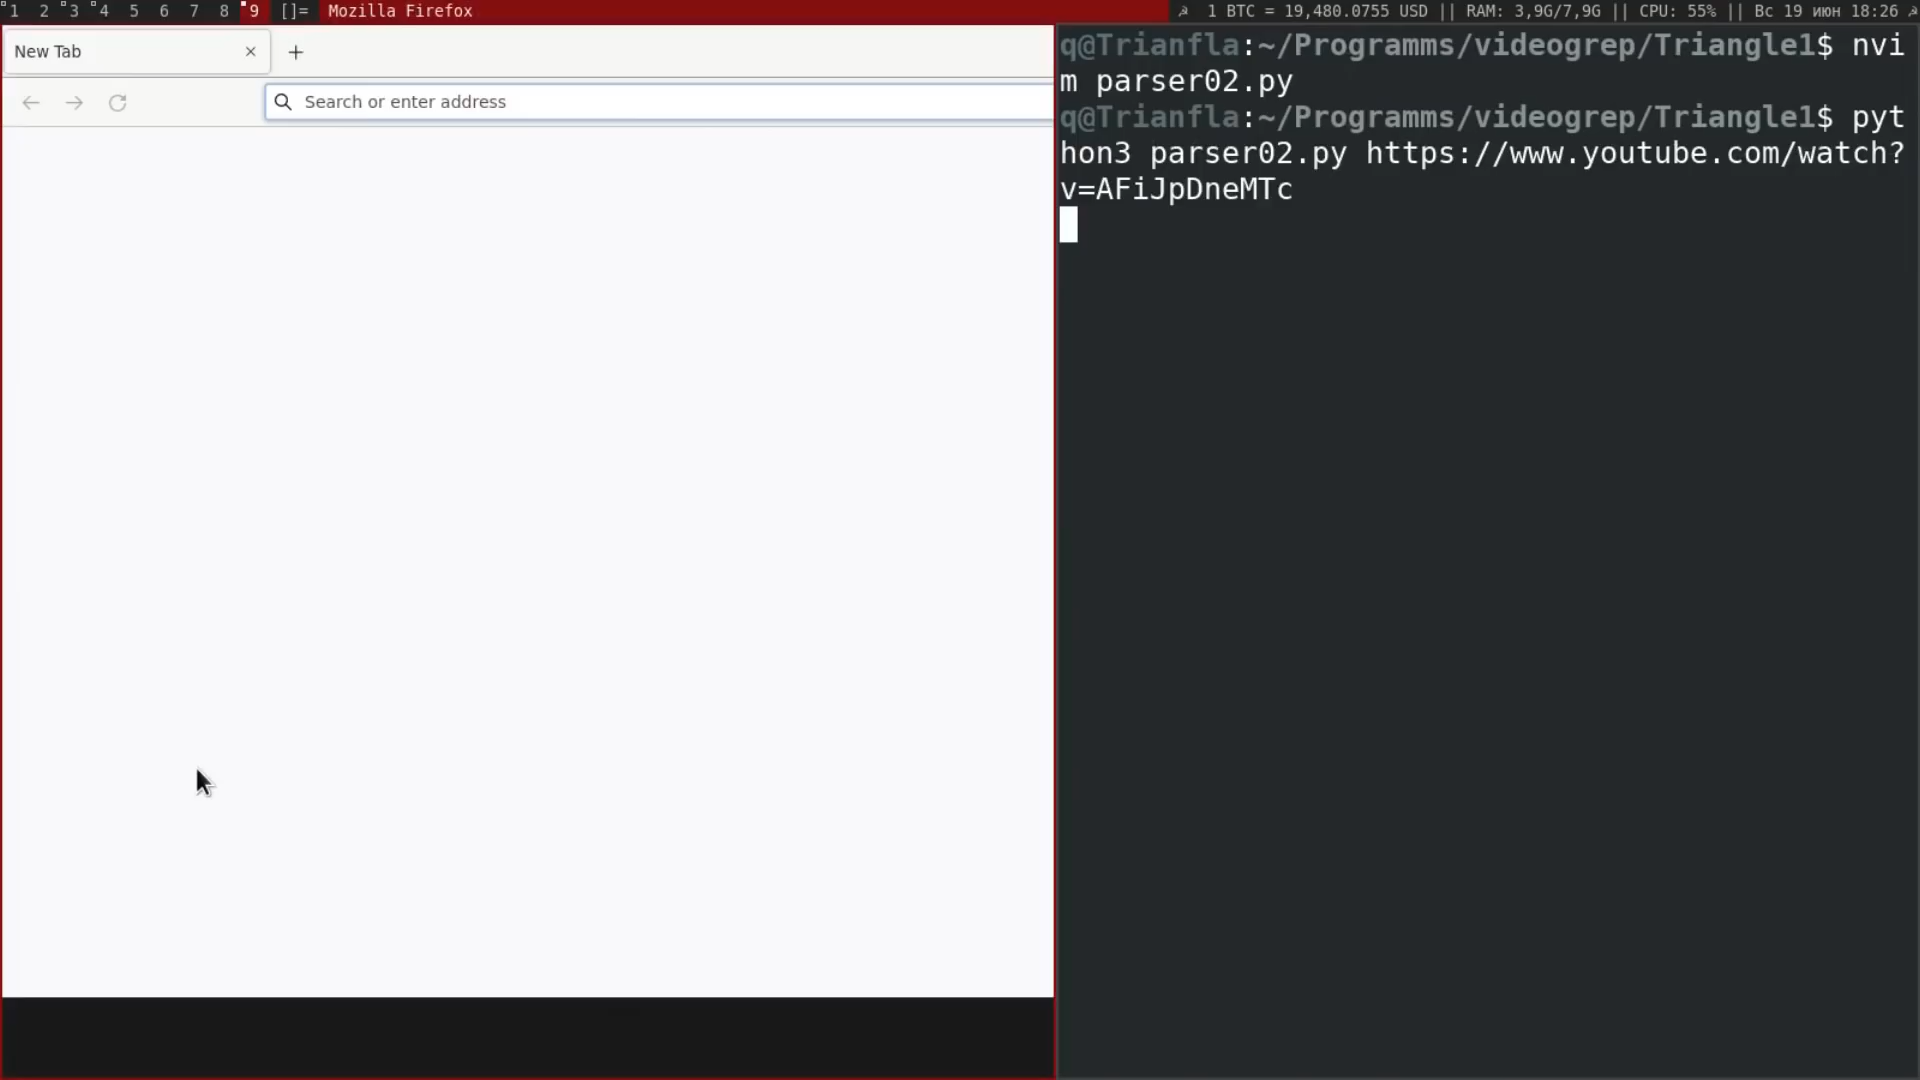 1 2 3 4 5 6 7 8 9 []= Mozilla Firefox
1 BTC = 19,480.0755 USD || RAM: 3,9G/7,9G || CPU: 55% || Вс 19 июн 18:26
New Tab
Search or enter address
q@Trianfla:~/Programms/videogrep/Triangle1$ nvi
m parser02.py
q@Trianfla:~/Programms/videogrep/Triangle1$ pyt
hon3 parser02.py https://www.youtube.com/watch?
v=AFiJpDneMTc